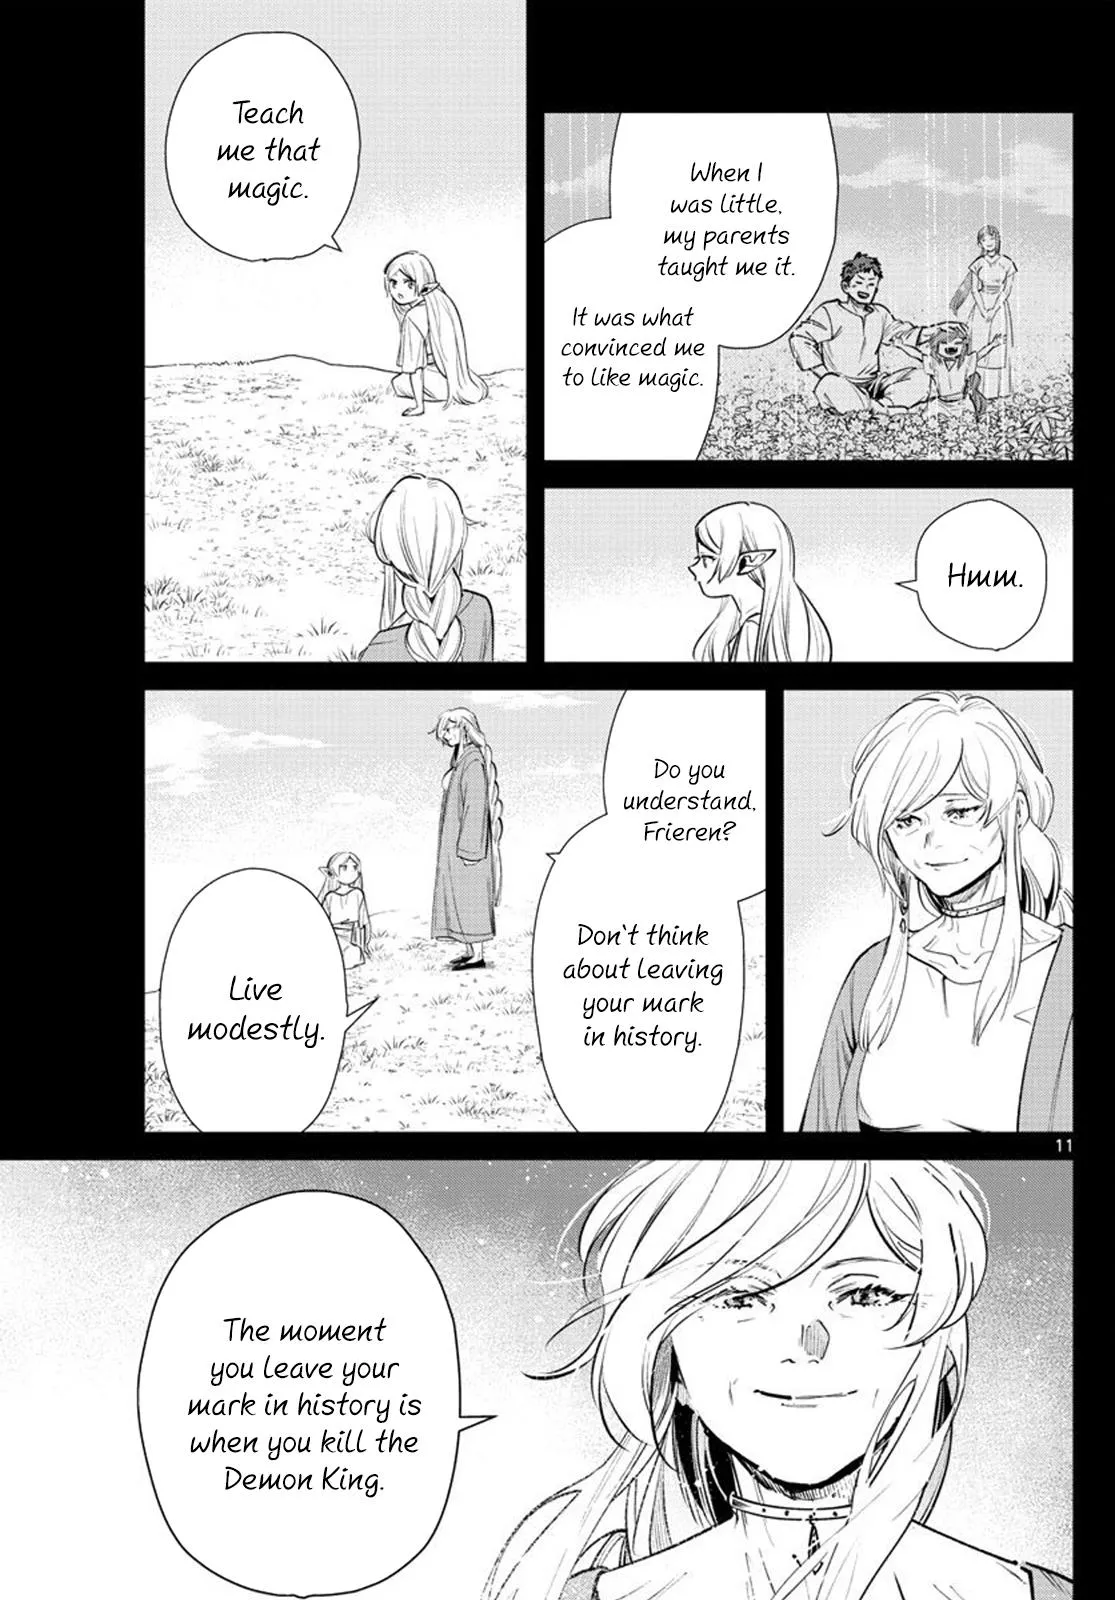 When I
was little,
my parents
taught me it.
It was what
convinced me
to like magic.
Hmm.
Teach
me that
magic.
Do you
understand,
Frieren?
Don't think
about leaving
your mark
in history.
Live
modestly.
11
The moment
you leave your
mark in history is
when you kill the
Demon King.